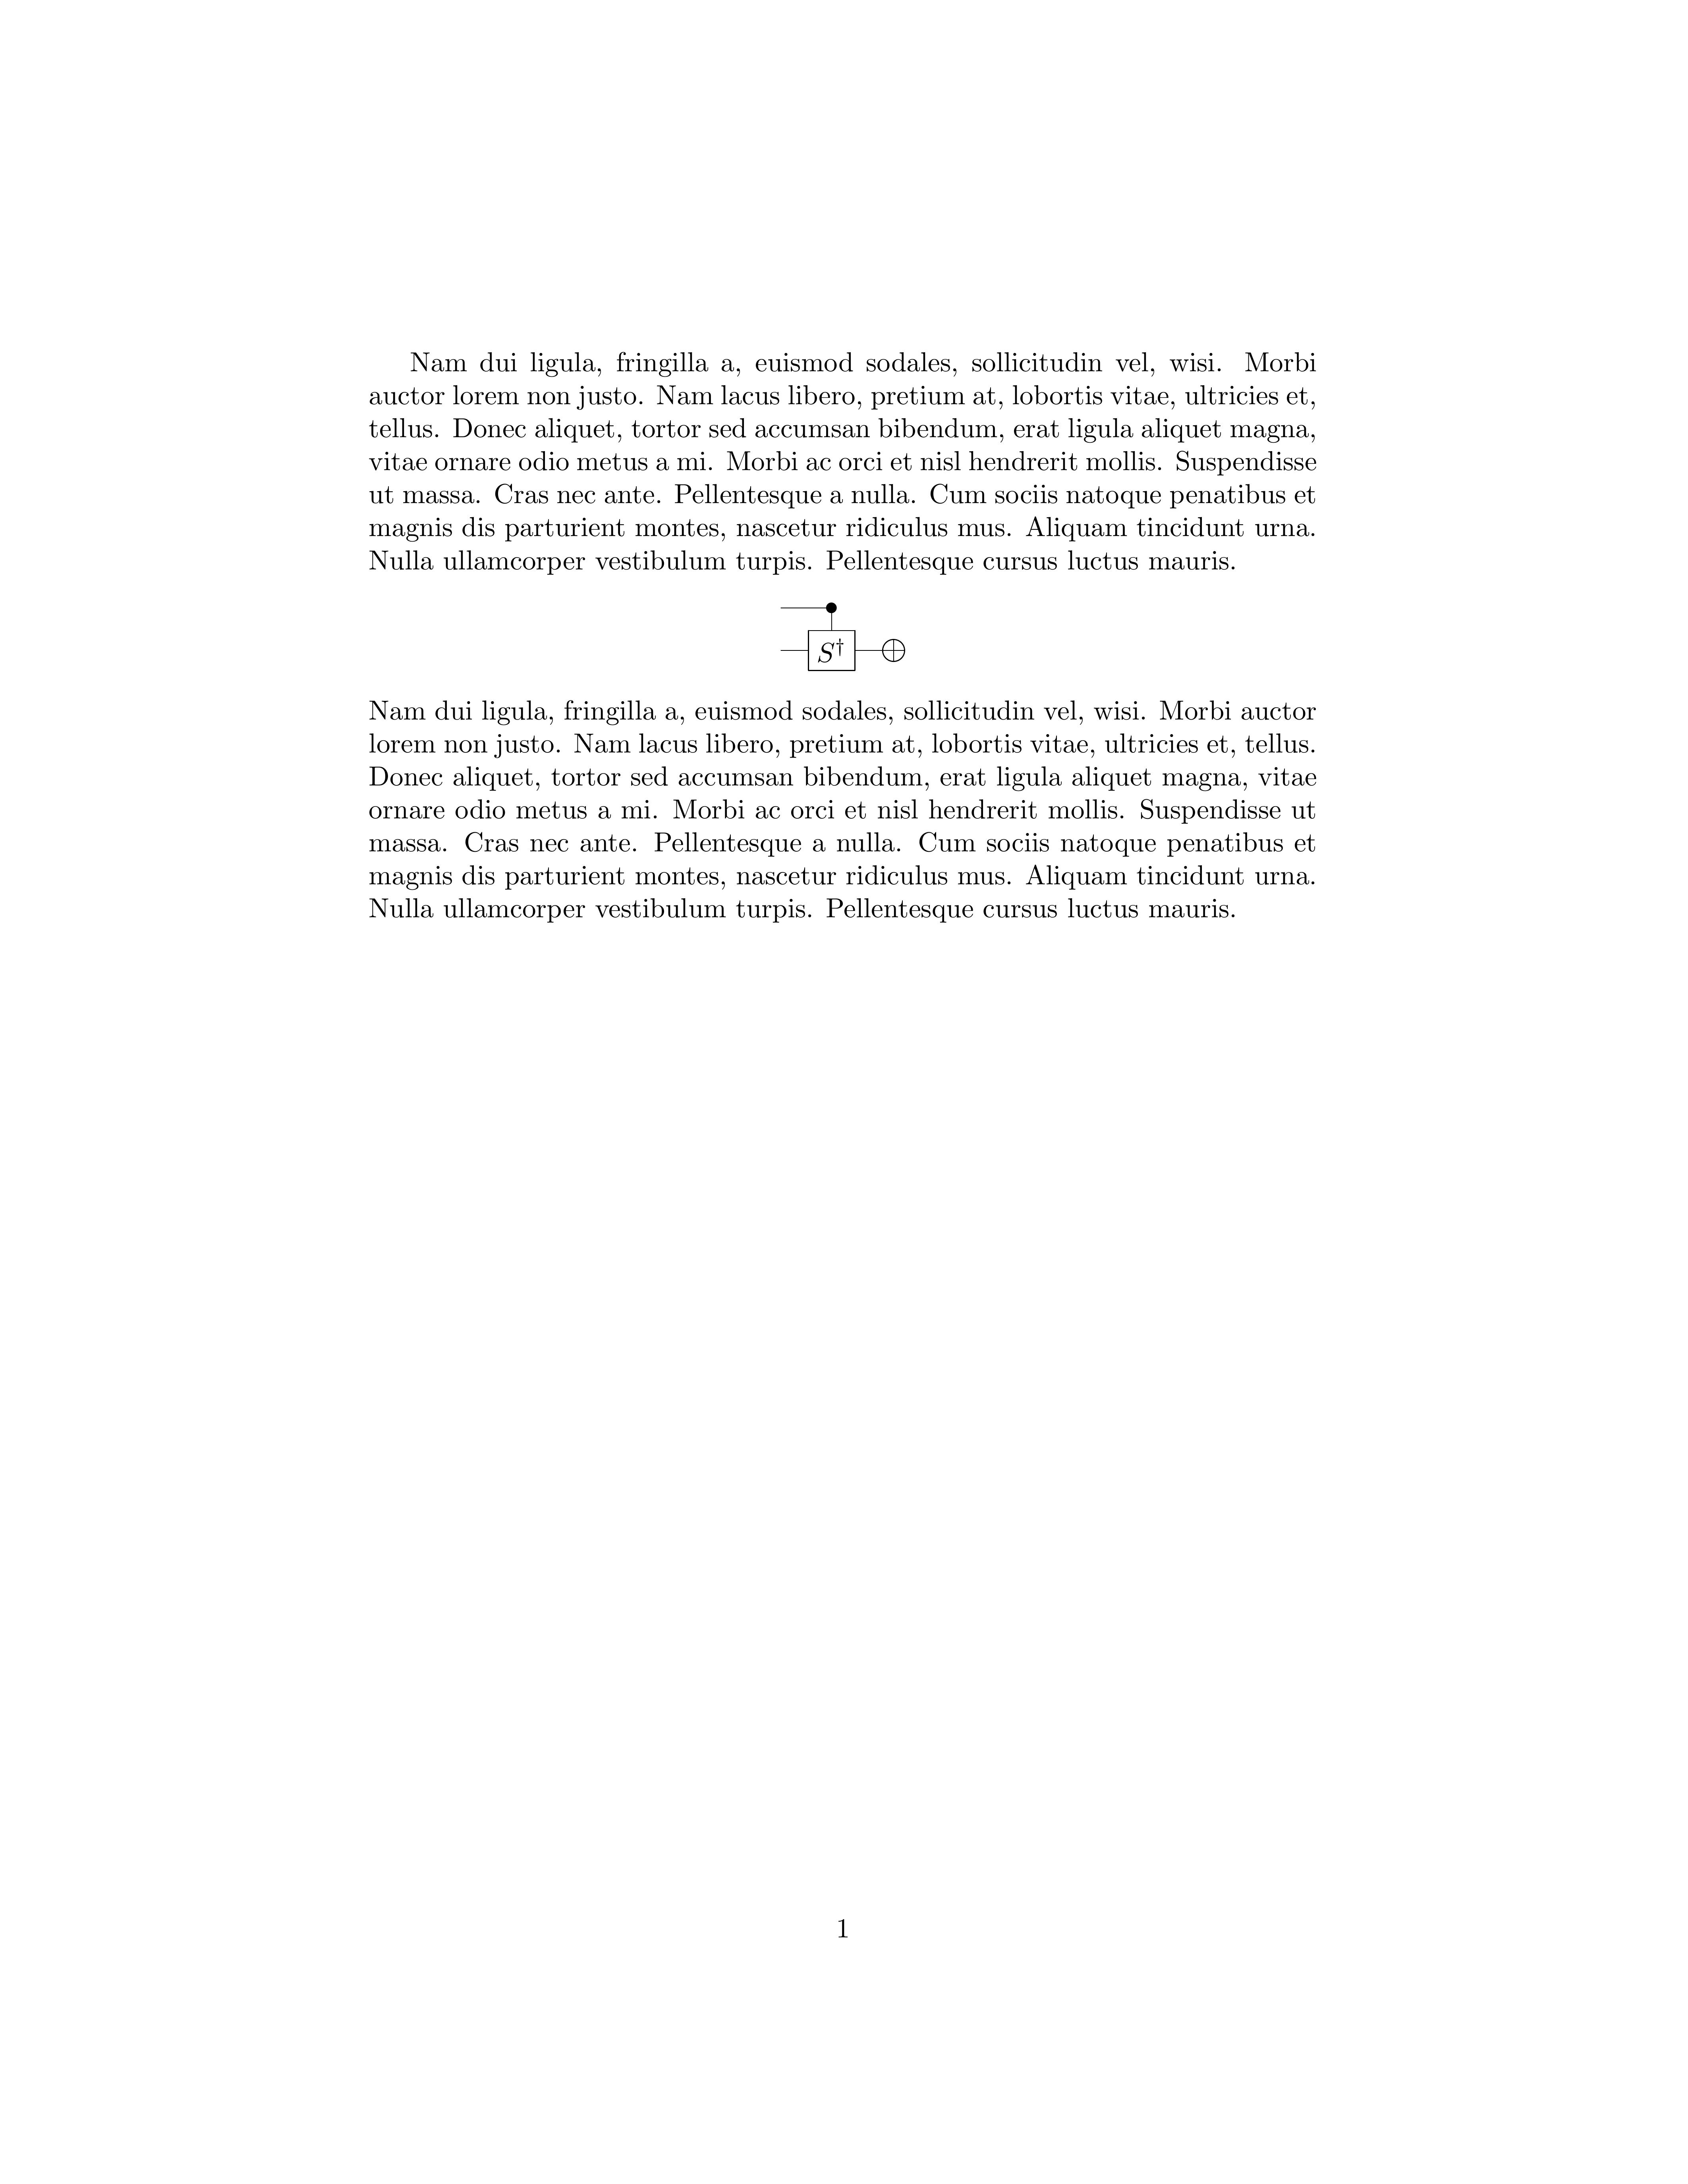 Nam dui ligula, fringilla a, euismod sodales, sollicitudin vel, wisi. Morbi
auctor lorem non justo. Nam lacus libero, pretium at, lobortis vitae, ultricies et,
tellus. Donec aliquet, tortor sed accumsan bibendum, erat ligula aliquet magna,
vitae ornare odio metus a mi. Morbi ac orci et nisl hendrerit mollis. Suspendisse
ut massa. Cras nec ante. Pellentesque a nulla. Cum sociis natoque penatibus et
magnis dis parturient montes, nascetur ridiculus mus. Aliquam tincidunt urna.
Nulla ullamcorper vestibulum turpis. Pellentesque cursus luctus mauris.
S†
Nam dui ligula, fringilla a, euismod sodales, sollicitudin vel, wisi. Morbi auctor
lorem non justo. Nam lacus libero, pretium at, lobortis vitae, ultricies et, tellus.
Donec aliquet, tortor sed accumsan bibendum, erat ligula aliquet magna, vitae
ornare odio metus a mi. Morbi ac orci et nisl hendrerit mollis. Suspendisse ut
massa. Cras nec ante. Pellentesque a nulla. Cum sociis natoque penatibus et
magnis dis parturient montes, nascetur ridiculus mus. Aliquam tincidunt urna.
Nulla ullamcorper vestibulum turpis. Pellentesque cursus luctus mauris.
1